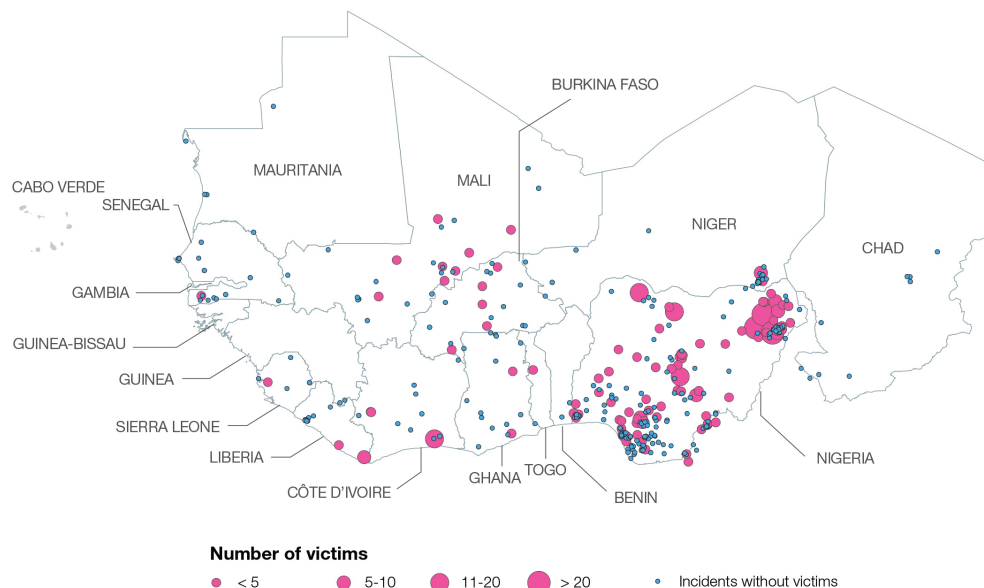 BURKINA FASO
MAURITANIA
MALI
CABO VERDE
SENEGAL
NIGER
CHAD
GAMBIA
GUINEA-BISSAU
GUINEA
SIERRA LEONE
LIBERIA
NIGERIA
GHANA
TOGO
CÔTE D'IVOIRE
BENIN
Number of victims
< 5 5-10 11-20 > 20 Incidents without victims